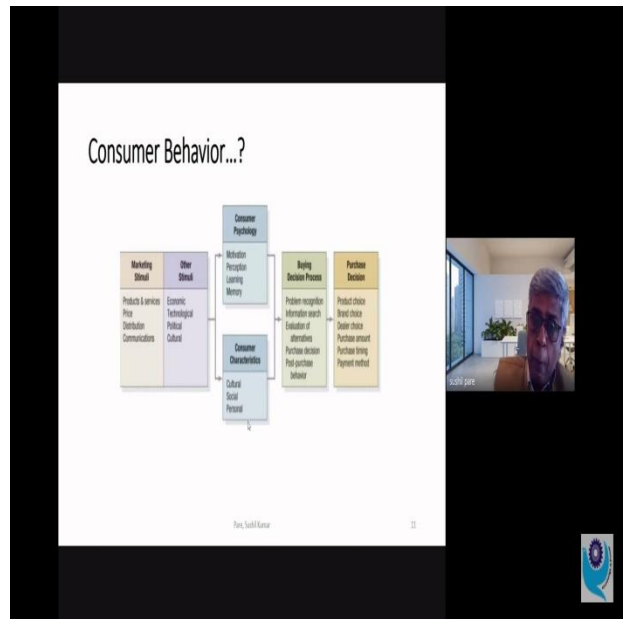 Consumer Behavior...?
Consumer
Psychology
Motivation
Perception
Learning
Memory
Marketing
Stimuli
Products & services
Price
Distribution
Communications
Other
Stimuli
Economic
Technological
Political
Cultural
Consumer
Characteristics
Cultural
Social
Personal
Buying
Decision Process
Problem recognition
Information search
Evaluation of
alternatives
Purchase decision
Post-purchase
behavior
Purchase
Decision
Product choice
Brand choice
Dealer choice
Purchase amount
Purchase timing
Payment method
sushil pare
Pare, Sushil Kumar